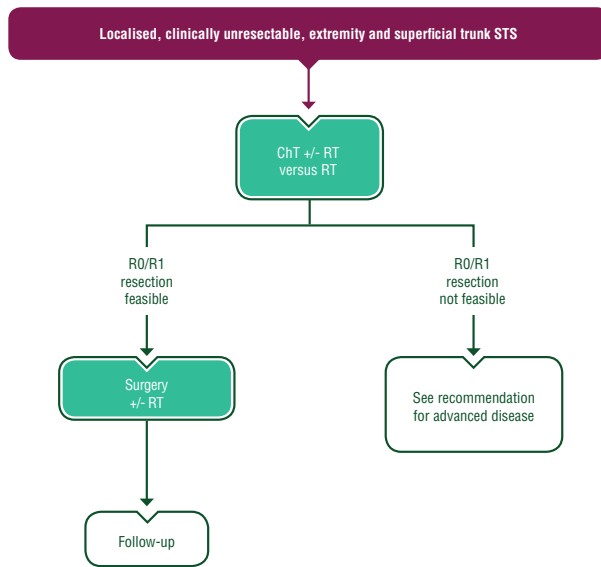 Localised, clinically unresectable, extremity and superficial trunk STS
ChT +/- RT
versus RT
R0/R1
resection
feasible
R0/R1
resection
not feasible
Surgery
+/- RT
See recommendation
for advanced disease
Follow-up